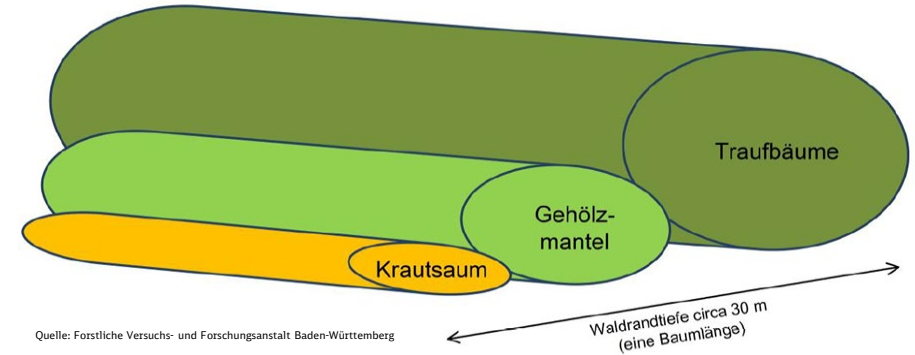 Traufbäume
Gehölz-
mantel
Krautsaum
Waldrandtiefe circa 30 m
(eine Baumlänge)
Quelle: Forstliche Versuchs- und Forschungsanstalt Baden-Württemberg